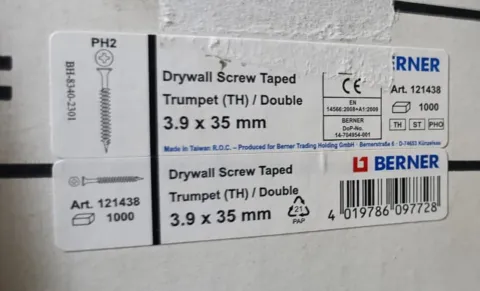 PH2
BH-8340-2301
Drywall Screw Taped
Trumpet (TH) / Double
3.9 x 35 mm
CE
EN
14566:2008+A1:2009
BERNER
DoP-No.
14-704954-001
BERNER
Art. 121438
1000
TH ST PHO
Made in Taiwan R.O.C. – Produced for Berner Trading Holding GmbH · Bernerstraße 6 · D-74653 Künzelsau
Art. 121438
1000
Drywall Screw Taped
Trumpet (TH) / Double
3.9 x 35 mm
21
PAP
BERNER
4 019786 097728